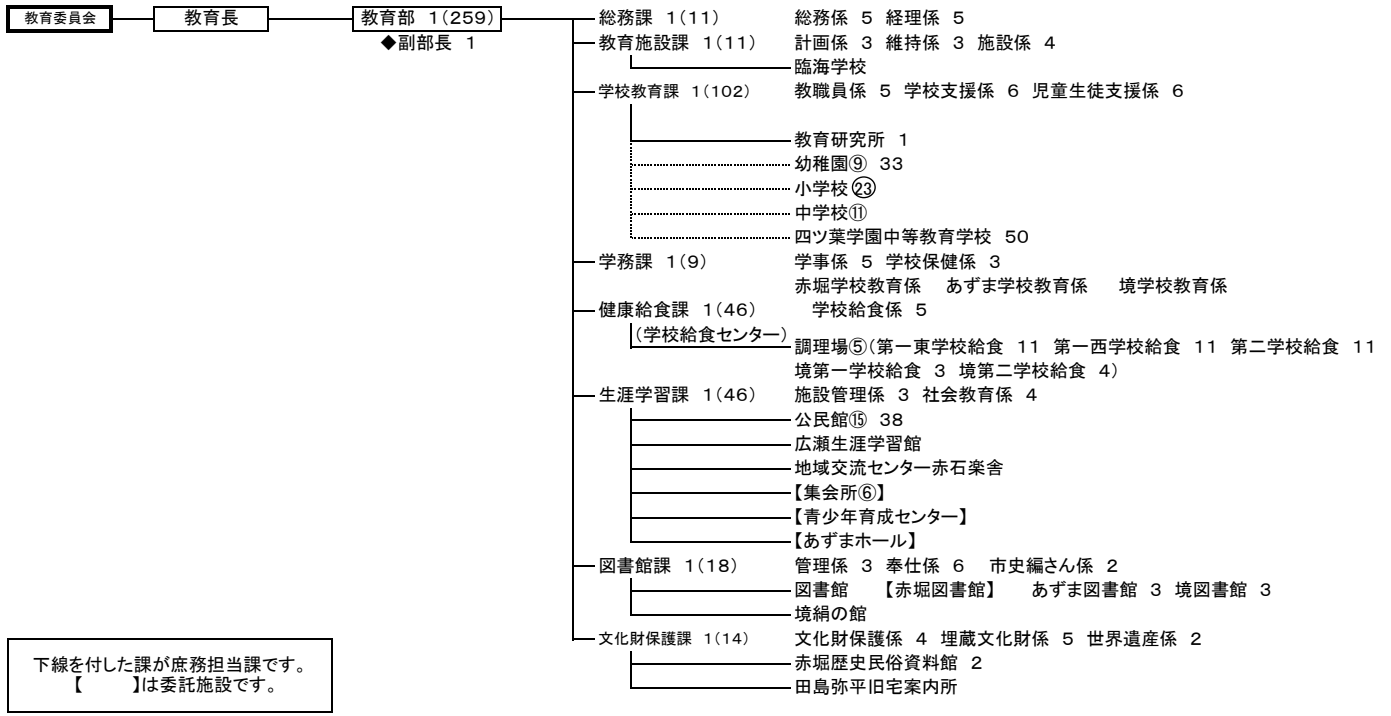 教育委員会 教育長 教育部 1(259) 総務課 1(11) 総務係 5 経理係 5
◆副部長 1 教育施設課 1(11) 計画係 3 維持係 3 施設係 4
臨海学校
学校教育課 1(102) 教職員係 5 学校支援係 6 児童生徒支援係 6
教育研究所 1
幼稚園⑨ 33
小学校㉓
中学校⑪
四ツ葉学園中等教育学校 50
学務課 1(9) 学事係 5 学校保健係 3
赤堀学校教育係 あずま学校教育係 境学校教育係
健康給食課 1(46) 学校給食係 5
(学校給食センター) 調理場⑤(第一東学校給食 11 第一西学校給食 11 第二学校給食 11
境第一学校給食 3 境第二学校給食 4)
生涯学習課 1(46) 施設管理係 3 社会教育係 4
公民館⑮ 38
広瀬生涯学習館
地域交流センター赤石楽舎
【集会所⑥】
【青少年育成センター】
【あずまホール】
図書館課 1(18) 管理係 3 奉仕係 6 市史編さん係 2
図書館 【赤堀図書館】 あずま図書館 3 境図書館 3
境絹の館
文化財保護課 1(14) 文化財保護係 4 埋蔵文化財係 5 世界遺産係 2
赤堀歴史民俗資料館 2
田島弥平旧宅案内所
下線を付した課が庶務担当課です。
【 】は委託施設です。